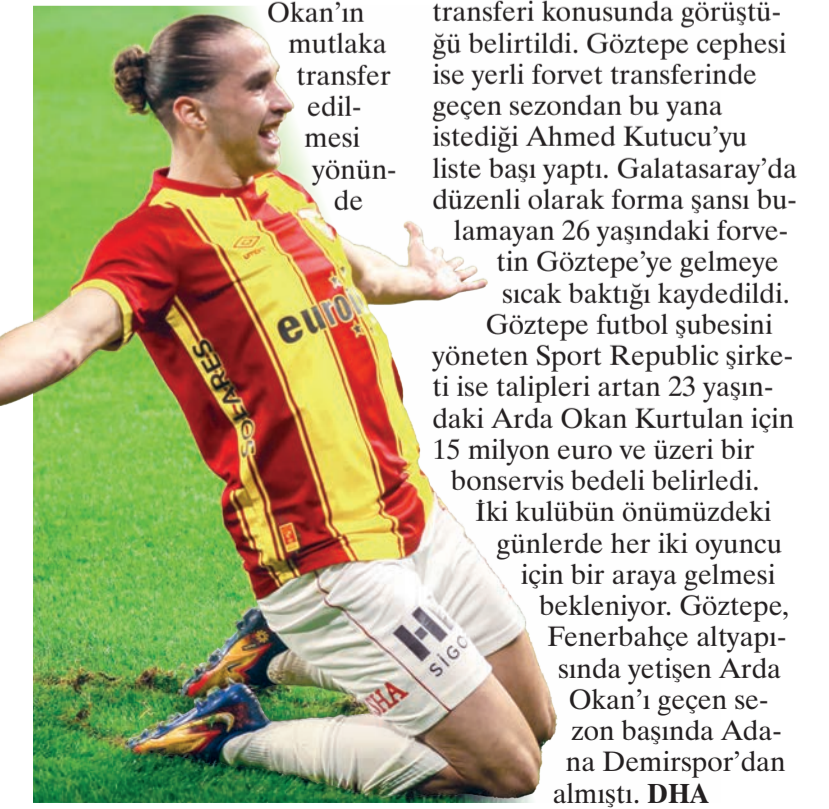 Okan’ın
mutlaka
transfer
edil-
mesi
yönün-
de
transferi konusunda görüştü-
ğü belirtildi. Göztepe cephesi
ise yerli forvet transferinde
geçen sezondan bu yana
istediği Ahmed Kutucu’yu
liste başı yaptı. Galatasaray’da
düzenli olarak forma şansı bu-
lamayan 26 yaşındaki forve-
tin Göztepe’ye gelmeye
sıcak baktığı kaydedildi.
Göztepe futbol şubesini
yöneten Sport Republic şirke-
ti ise talipleri artan 23 yaşın-
daki Arda Okan Kurtulan için
15 milyon euro ve üzeri bir
bonservis bedeli belirledi.
İki kulübün önümüzdeki
günlerde her iki oyuncu
için bir araya gelmesi
bekleniyor. Göztepe,
Fenerbahçe altyapı-
sında yetişen Arda
Okan’ı geçen se-
zon başında Ada-
na Demirspor’dan
almıştı. DHA
SOLARES
DHA